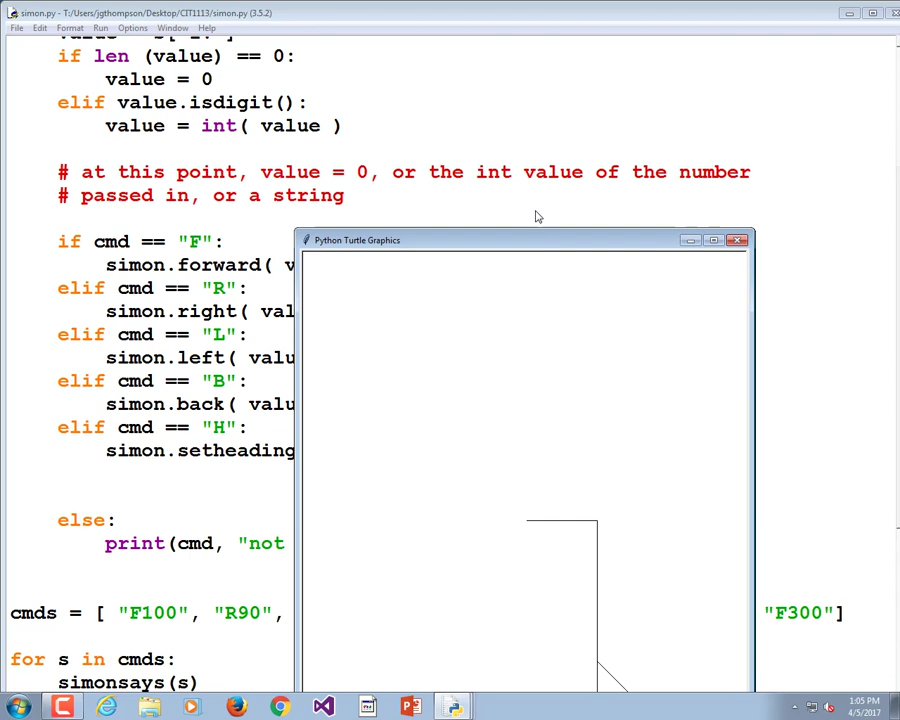 simon.py - T:/Users/jgthompson/Desktop/CIT1113/simon.py (3.5.2)
File Edit Format Run Options Window Help
if len (value) == 0:
value = 0
elif value.isdigit():
value = int( value )
# at this point, value = 0, or the int value of the number
# passed in, or a string
if cmd == "F":
simon.forward( v
Python Turtle Graphics
elif cmd == "R":
simon.right( val
elif cmd == "L":
simon.left( valu
elif cmd == "B":
simon.back( valu
elif cmd == "H":
simon.setheading
else:
print(cmd, "not
cmds = [ "F100", "R90", "F300"]
for s in cmds:
simonsays(s)
1:05 PM
4/5/2017